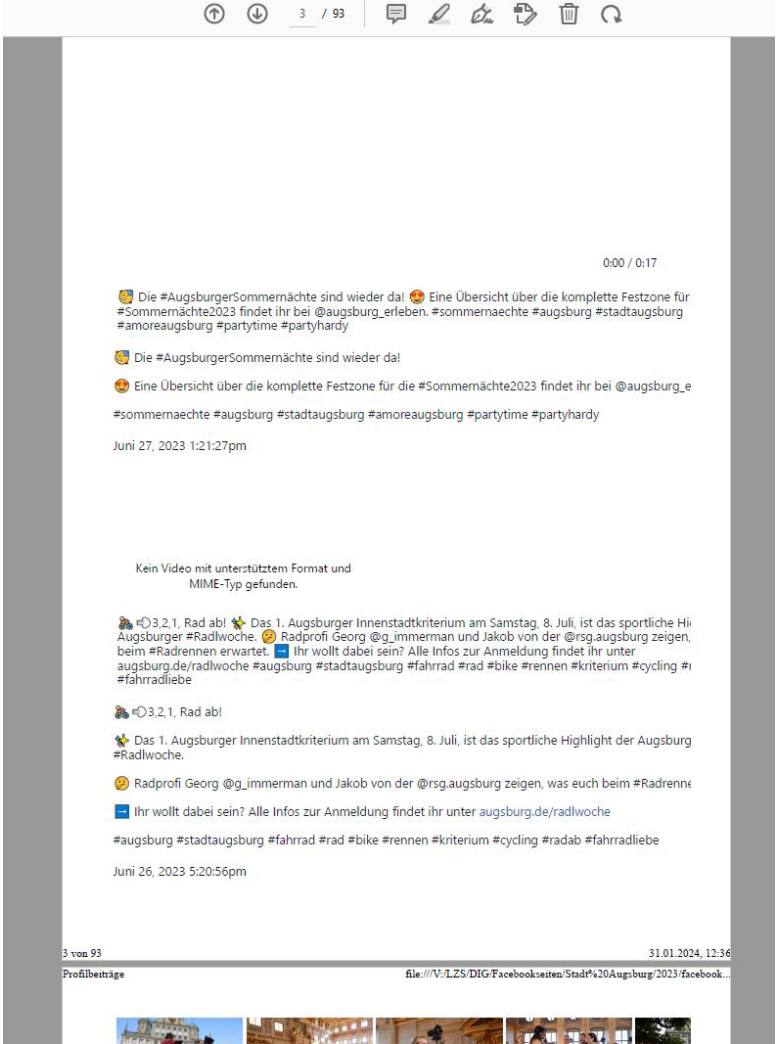 3 / 93
0:00 / 0:17
🥰 Die #AugsburgerSommernächte sind wieder da! 😍 Eine Übersicht über die komplette Festzone für
#Sommernächte2023 findet ihr bei @augsburg_erleben. #sommernaechte #augsburg #stadtaugsburg
#amoreaugsburg #partytime #partyhardy
🥰 Die #AugsburgerSommernächte sind wieder da!
😍 Eine Übersicht über die komplette Festzone für die #Sommernächte2023 findet ihr bei @augsburg_e
#sommernaechte #augsburg #stadtaugsburg #amoreaugsburg #partytime #partyhardy
Juni 27, 2023 1:21:27pm
Kein Video mit unterstütztem Format und
MIME-Typ gefunden.
3,2,1, Rad ab! Das 1. Augsburger Innenstadtkriterium am Samstag, 8. Juli, ist das sportliche Hi
Augsburger #Radlwoche. Radprofi Georg @g_immerman und Jakob von der @rsg.augsburg zeigen,
beim #Radrennen erwartet. ➡ Ihr wollt dabei sein? Alle Infos zur Anmeldung findet ihr unter
augsburg.de/radlwoche #augsburg #stadtaugsburg #fahrrad #rad #bike #rennen #kriterium #cycling #r
#fahrradliebe
3,2,1, Rad ab!
Das 1. Augsburger Innenstadtkriterium am Samstag, 8. Juli, ist das sportliche Highlight der Augsburg
#Radlwoche.
Radprofi Georg @g_immerman und Jakob von der @rsg.augsburg zeigen, was euch beim #Radrenne
➡ Ihr wollt dabei sein? Alle Infos zur Anmeldung findet ihr unter augsburg.de/radlwoche
#augsburg #stadtaugsburg #fahrrad #rad #bike #rennen #kriterium #cycling #radab #fahrradliebe
Juni 26, 2023 5:20:56pm
3 von 93 31.01.2024, 12:36
Profilbeiträge file:///V:/LZS/DIG/Facebookseiten/Stadt%20Augsburg/2023/facebook...